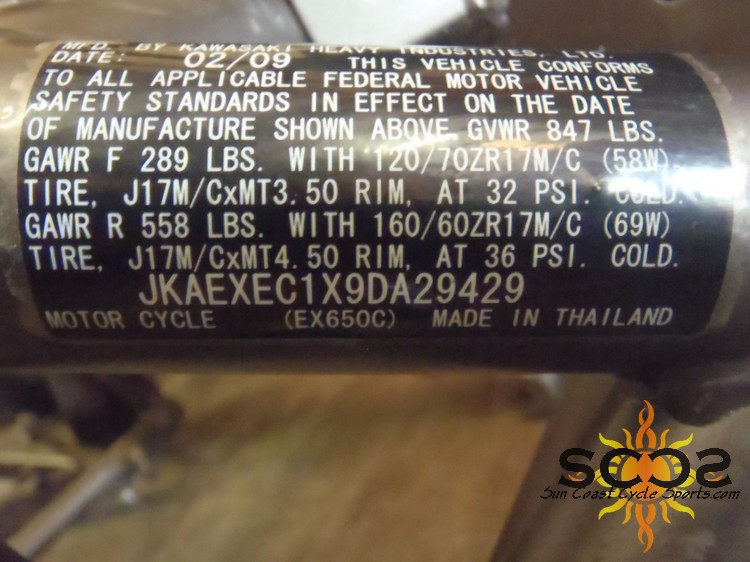 MFD. BY KAWASAKI HEAVY INDUSTRIES, LTD.
DATE: 02/09 THIS VEHICLE CONFORMS
TO ALL APPLICABLE FEDERAL MOTOR VEHICLE
SAFETY STANDARDS IN EFFECT ON THE DATE
OF MANUFACTURE SHOWN ABOVE. GVWR 847 LBS.
GAWR F 289 LBS. WITH 120/70ZR17M/C (58W)
TIRE, J17M/CxMT3.50 RIM, AT 32 PSI. COLD.
GAWR R 558 LBS. WITH 160/60ZR17M/C (69W)
TIRE, J17M/CxMT4.50 RIM, AT 36 PSI. COLD.
JKAEXEC1X9DA29429
MOTOR CYCLE (EX650C) MADE IN THAILAND
SCCS
Sun Coast Cycle Sports.com